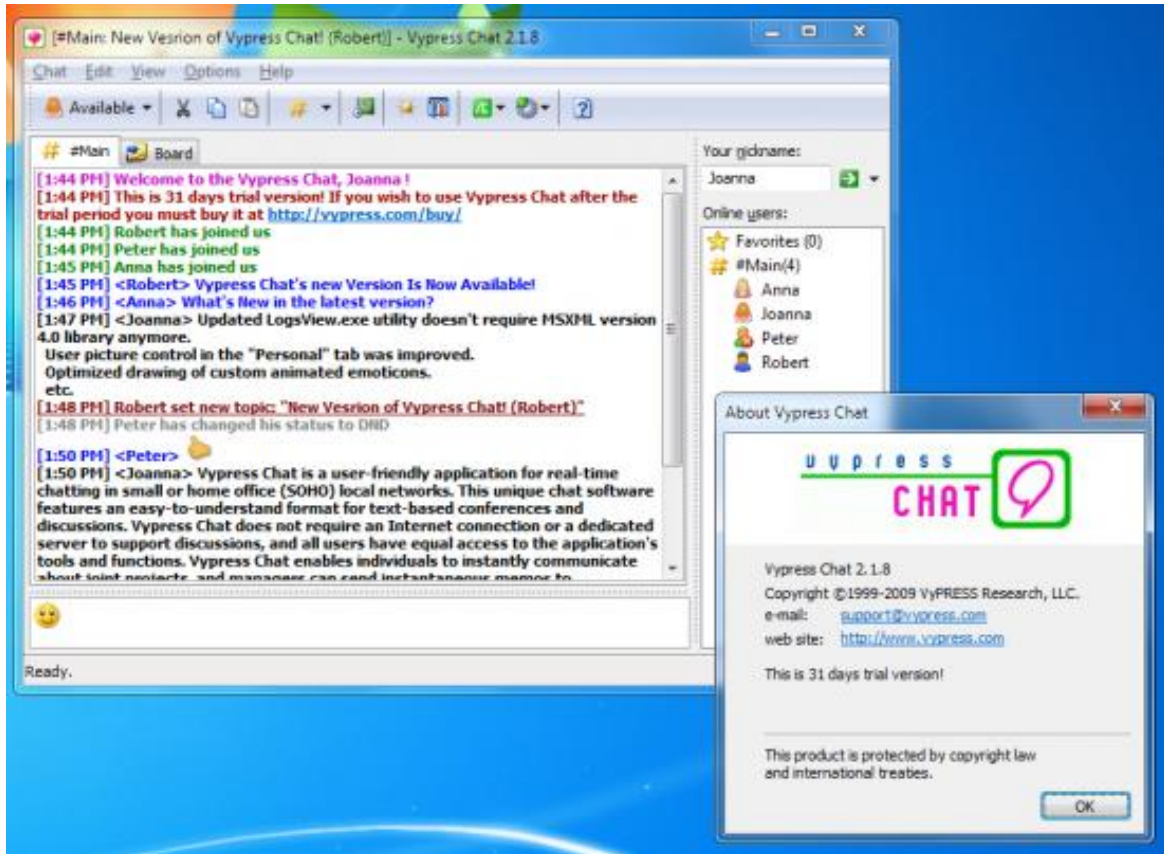 [#Main: New Vesrion of Vypress Chat! (Robert)] - Vypress Chat 2.1.8
Chat Edit View Options Help
Available
#Main Board
[1:44 PM] Welcome to the Vypress Chat, Joanna !
[1:44 PM] This is 31 days trial version! If you wish to use Vypress Chat after the
trial period you must buy it at http://vypress.com/buy/
[1:44 PM] Robert has joined us
[1:44 PM] Peter has joined us
[1:45 PM] Anna has joined us
[1:45 PM] <Robert> Vypress Chat's new Version Is Now Available!
[1:46 PM] <Anna> What's New in the latest version?
[1:47 PM] <Joanna> Updated LogsView.exe utility doesn't require MSXML version
4.0 library anymore.
User picture control in the "Personal" tab was improved.
Optimized drawing of custom animated emoticons.
etc.
[1:48 PM] Robert set new topic: "New Vesrion of Vypress Chat! (Robert)"
[1:48 PM] Peter has changed his status to DND
[1:50 PM] <Peter>
[1:50 PM] <Joanna> Vypress Chat is a user-friendly application for real-time
chatting in small or home office (SOHO) local networks. This unique chat software
features an easy-to-understand format for text-based conferences and
discussions. Vypress Chat does not require an Internet connection or a dedicated
server to support discussions, and all users have equal access to the application's
tools and functions. Vypress Chat enables individuals to instantly communicate
about joint projects, and managers can send instantaneous memos to
Ready.
Your nickname:
Joanna
Online users:
Favorites (0)
#Main(4)
Anna
Joanna
Peter
Robert
About Vypress Chat
vypress
CHAT
Vypress Chat 2.1.8
Copyright ©1999-2009 VyPRESS Research, LLC.
e-mail: support@vypress.com
web site: http://www.vypress.com
This is 31 days trial version!
This product is protected by copyright law
and international treaties.
OK